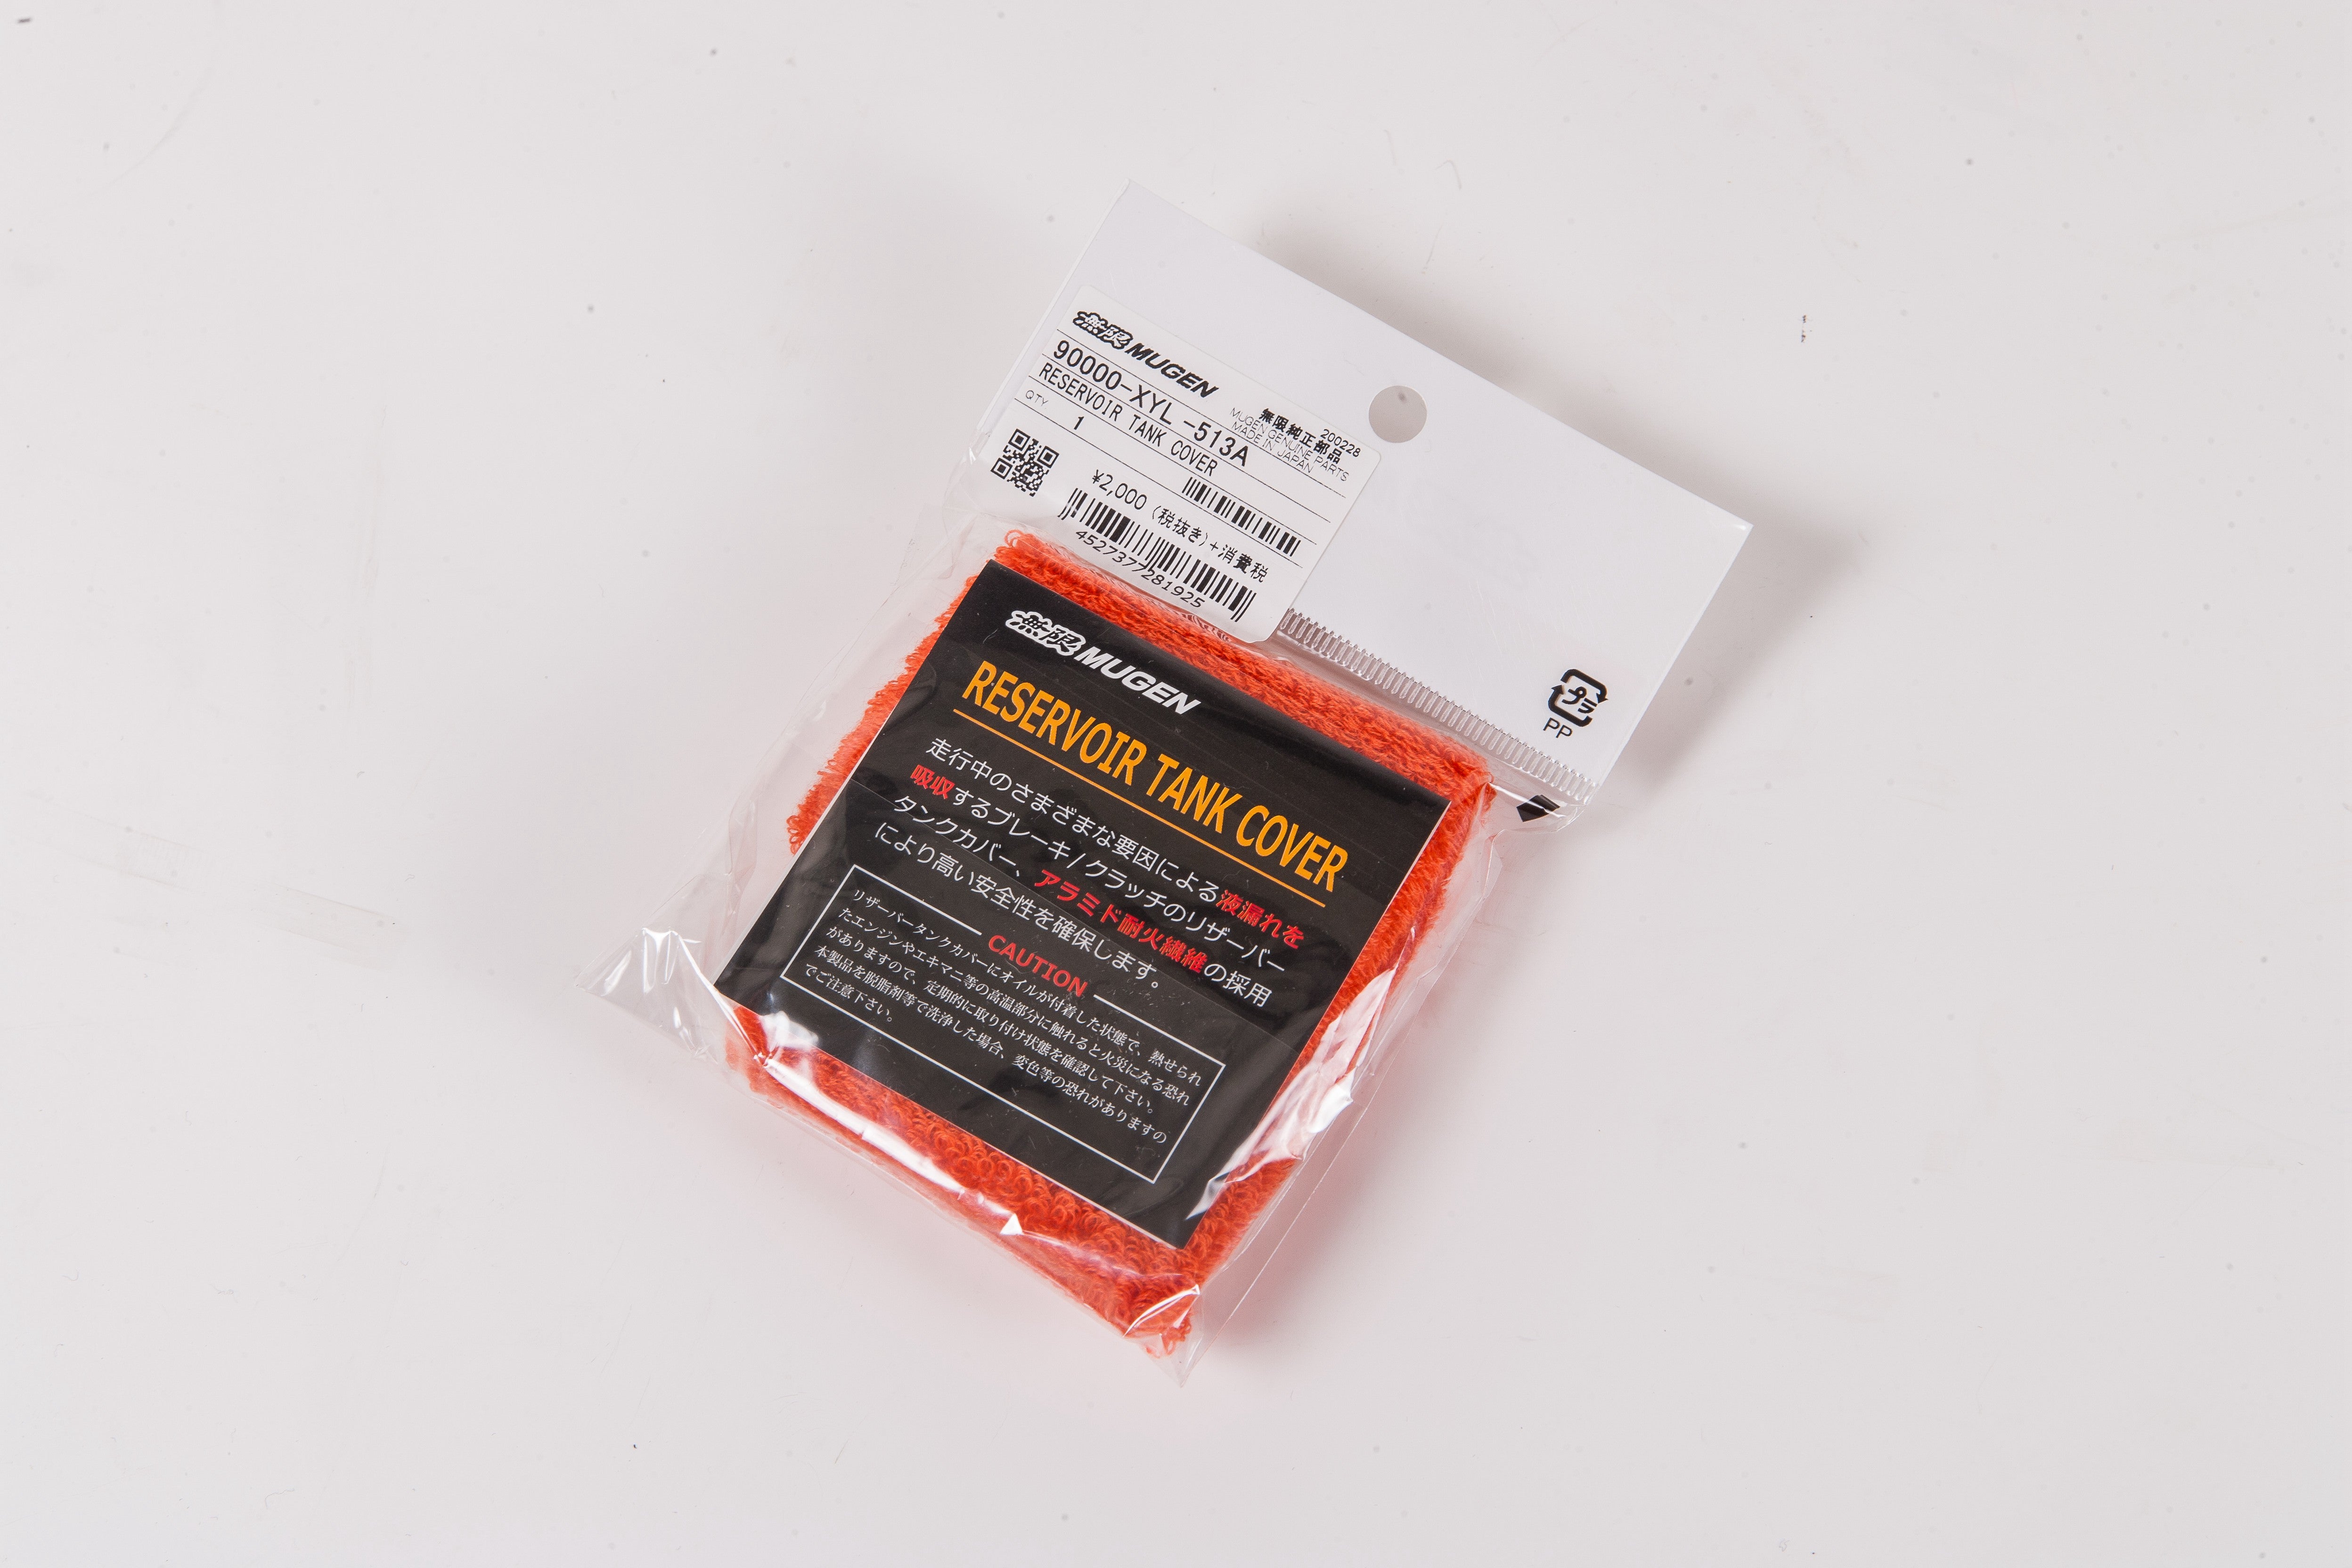 無限 MUGEN
200228
無限純正部品
MUGEN GENUINE PARTS
MADE IN JAPAN
90000-XYL -513A
RESERVOIR TANK COVER
QTY 1
¥2,000 (税抜き)+消費税
4527377281925
プラ
PP
無限 MUGEN
RESERVOIR TANK COVER
走行中のさまざまな要因による液漏れを
吸収するブレーキ/クラッチのリザーバー
タンクカバー、アラミド耐火繊維の採用
により高い安全性を確保します。
CAUTION
リザーバータンクカバーにオイルが付着した状態で、熱せられ
たエンジンやエキマニ等の高温部分に触れると火災になる恐れ
がありますので、定期的に取り付け状態を確認して下さい。
本製品を脱脂剤等で洗浄した場合、変色等の恐れがありますの
でご注意下さい。